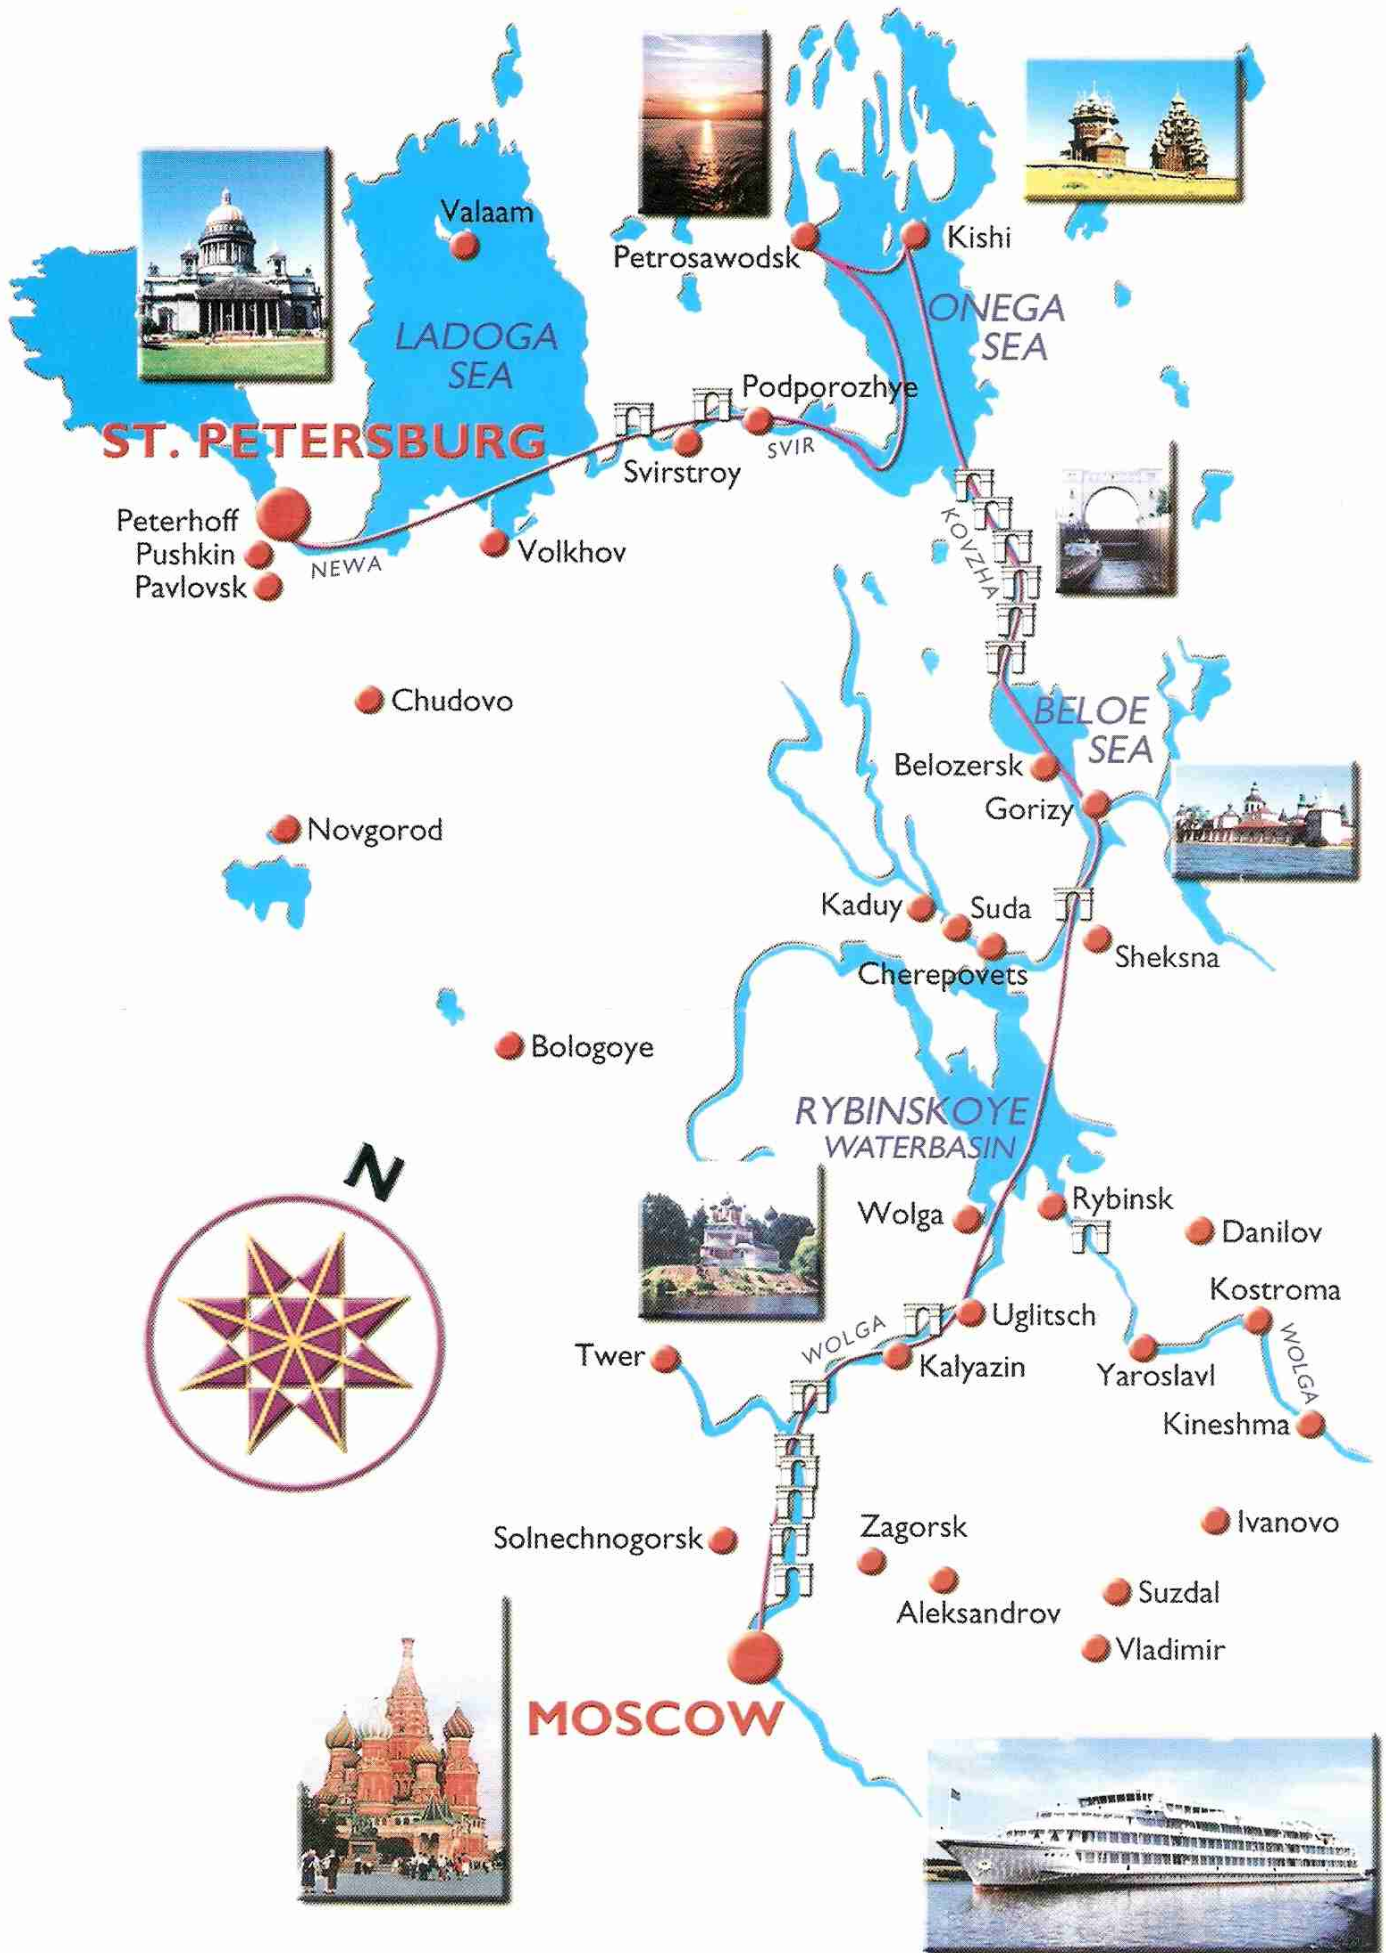 Valaam
Petrosawodsk
Kishi
LADOGA
SEA
ONEGA
SEA
Podporozhye
ST. PETERSBURG
SVIR
Svirstroy
Peterhoff
Pushkin
Pavlovsk
NEWA
Volkhov
KOVZHA
Chudovo
BELOE
SEA
Belozersk
Gorizy
Novgorod
Kaduy
Suda
Cherepovets
Sheksna
Bologoye
RYBINSKOYE
WATERBASIN
N
Wolga
Rybinsk
Danilov
Kostroma
Uglitsch
WOLGA
Twer
Kalyazin
Yaroslavl
WOLGA
Kineshma
Solnechnogorsk
Zagorsk
Ivanovo
Aleksandrov
Suzdal
Vladimir
MOSCOW